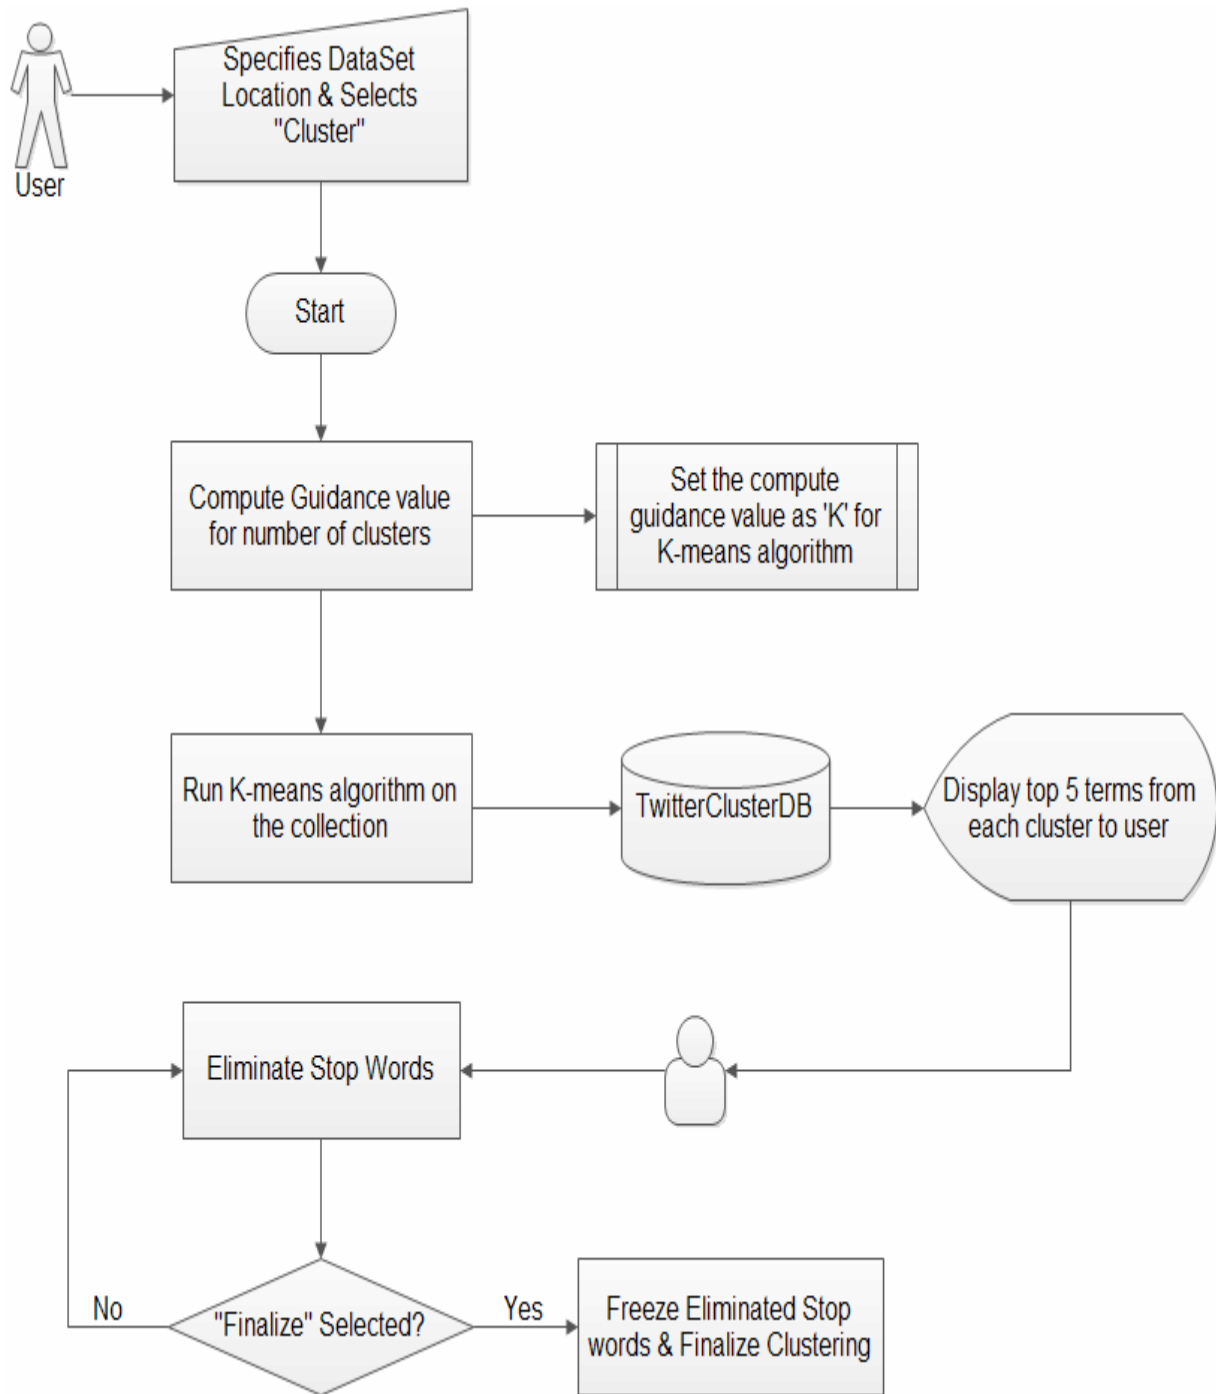 Specifies DataSet
Location & Selects
"Cluster"
User
Start
Compute Guidance value
for number of clusters
Set the compute
guidance value as 'K' for
K-means algorithm
Run K-means algorithm on
the collection
TwitterClusterDB
Display top 5 terms from
each cluster to user
Eliminate Stop Words
No
"Finalize" Selected?
Yes
Freeze Eliminated Stop
words & Finalize Clustering